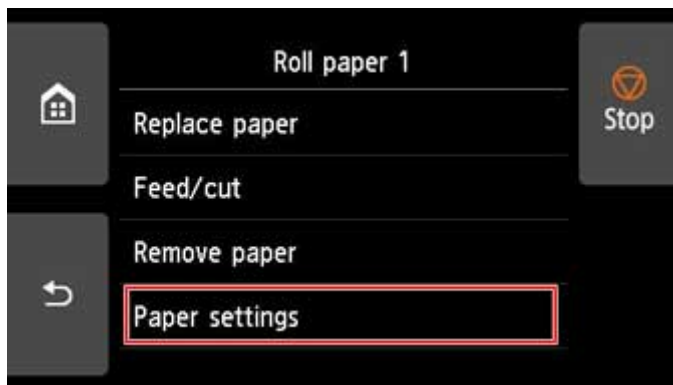 Roll paper 1
Replace paper
Stop
Feed/cut
Remove paper
Paper settings